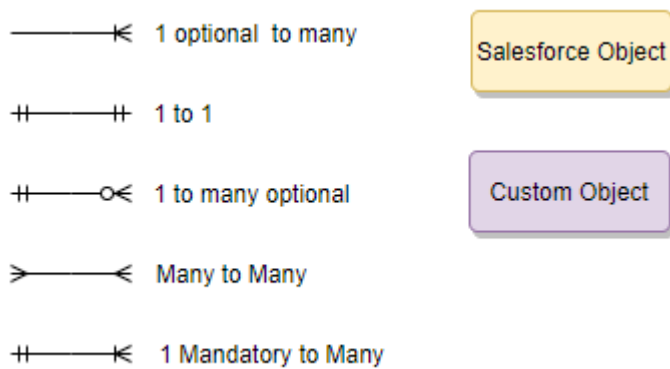 1 optional to many
Salesforce Object
1 to 1
1 to many optional
Custom Object
Many to Many
1 Mandatory to Many